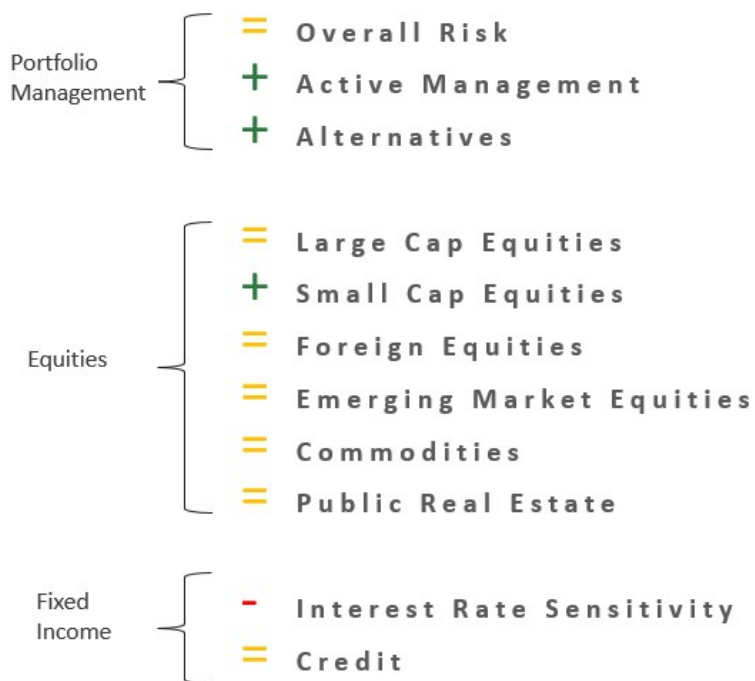 Portfolio
Management
= Overall Risk
+ Active Management
+ Alternatives
Equities
= Large Cap Equities
+ Small Cap Equities
= Foreign Equities
= Emerging Market Equities
= Commodities
= Public Real Estate
Fixed
Income
- Interest Rate Sensitivity
= Credit